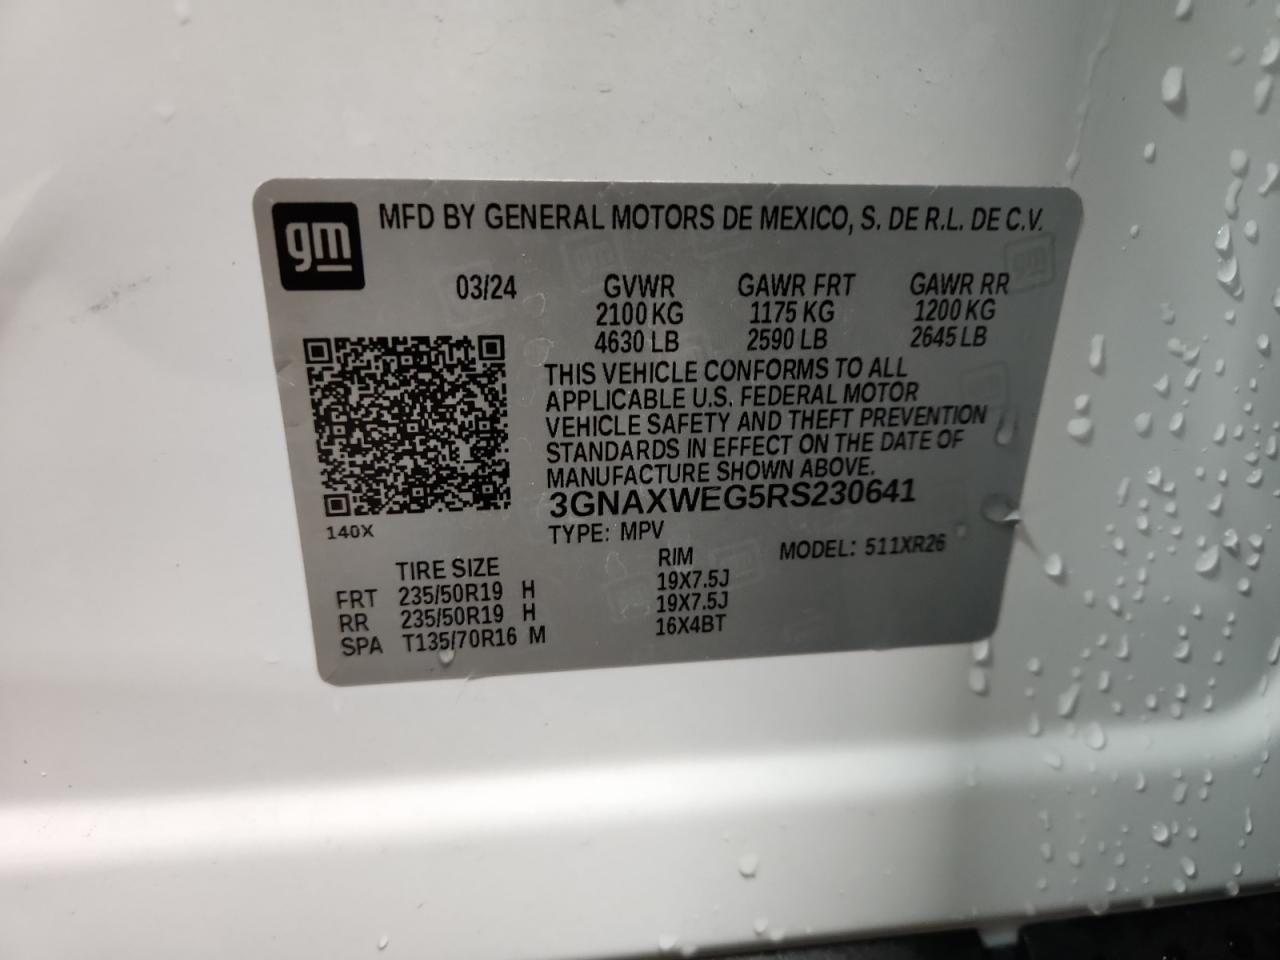 gm
MFD BY GENERAL MOTORS DE MEXICO, S. DE R.L. DE C.V.
03/24 GVWR GAWR FRT GAWR RR
2100 KG 1175 KG 1200 KG
4630 LB 2590 LB 2645 LB
THIS VEHICLE CONFORMS TO ALL
APPLICABLE U.S. FEDERAL MOTOR
VEHICLE SAFETY AND THEFT PREVENTION
STANDARDS IN EFFECT ON THE DATE OF
MANUFACTURE SHOWN ABOVE.
3GNAXWEG5RS230641
140X
TYPE: MPV MODEL: 511XR26
TIRE SIZE RIM
FRT 235/50R19 H 19X7.5J
RR 235/50R19 H 19X7.5J
SPA T135/70R16 M 16X4BT